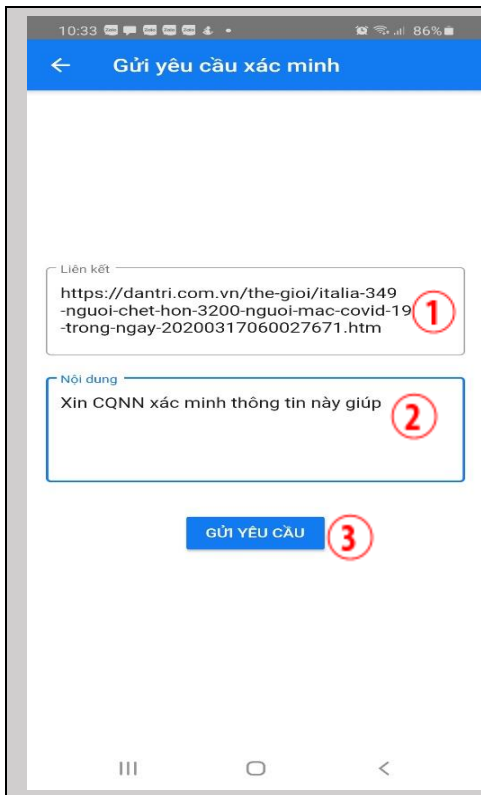 10:33
86%
Gửi yêu cầu xác minh
Liên kết
https://dantri.com.vn/the-gioi/italia-349
-nguoi-chet-hon-3200-nguoi-mac-covid-19
-trong-ngay-20200317060027671.htm
1
Nội dung
Xin CQNN xác minh thông tin này giúp
2
GỬI YÊU CẦU
3